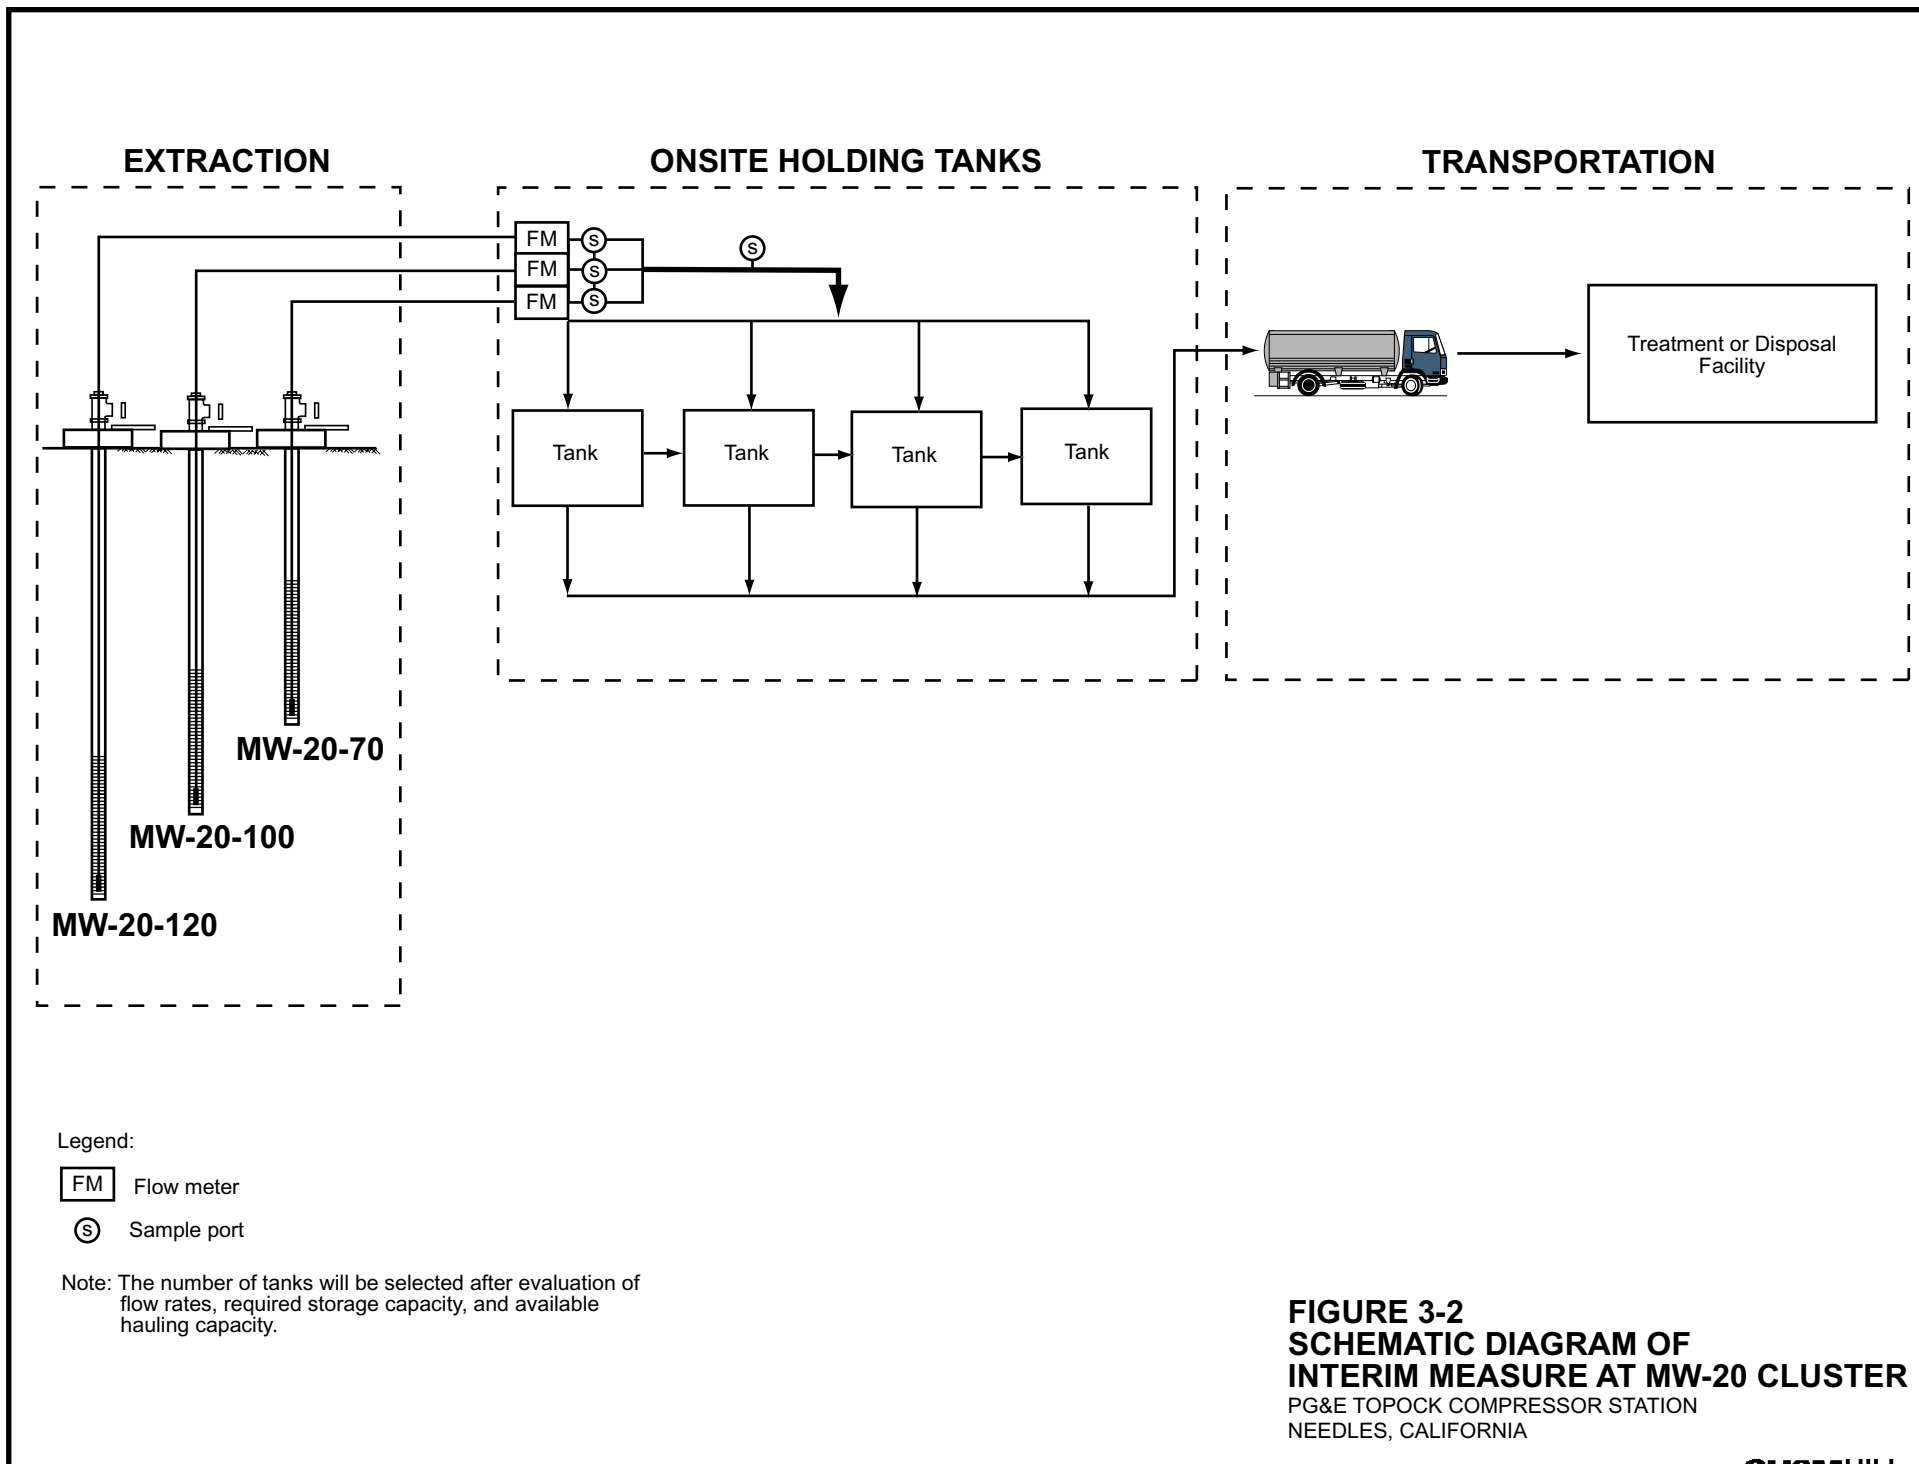 EXTRACTION
ONSITE HOLDING TANKS
TRANSPORTATION
FM
S
FM
S
FM
S
S
Treatment or Disposal
Facility
Tank
Tank
Tank
Tank
MW-20-70
MW-20-100
MW-20-120
Legend:
FM Flow meter
S Sample port
Note: The number of tanks will be selected after evaluation of
flow rates, required storage capacity, and available
hauling capacity.
FIGURE 3-2
SCHEMATIC DIAGRAM OF
INTERIM MEASURE AT MW-20 CLUSTER
PG&E TOPOCK COMPRESSOR STATION
NEEDLES, CALIFORNIA